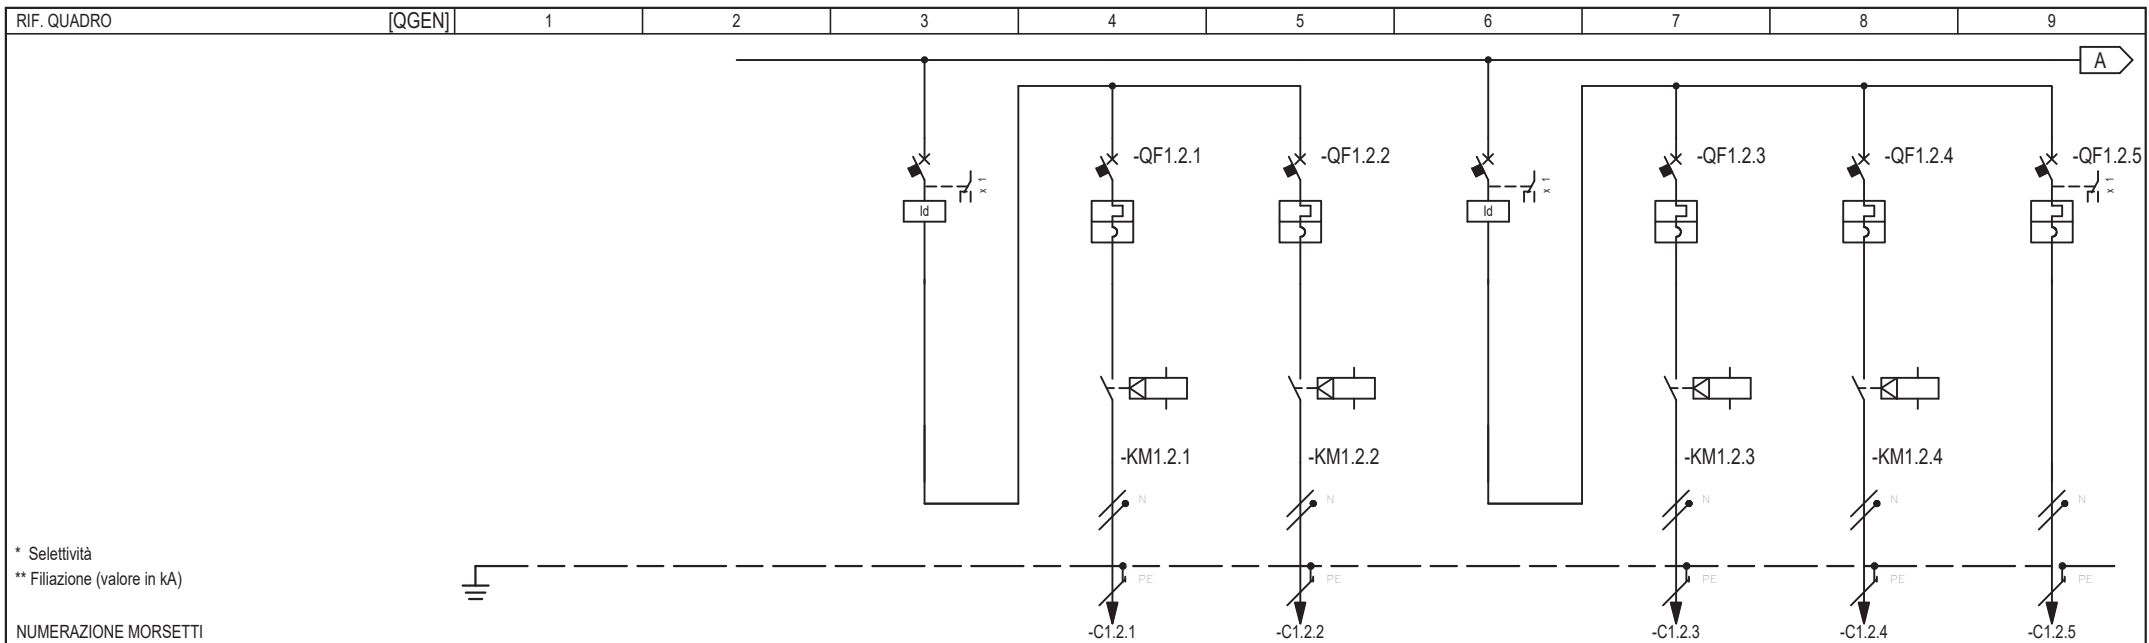 RIF. QUADRO [QGEN] 1 2 3 4 5 6 7 8 9
A
-QF1.2.1 -QF1.2.2 -QF1.2.3 -QF1.2.4 -QF1.2.5
x 1 x 1 x 1
Id Id
-KM1.2.1 -KM1.2.2 -KM1.2.3 -KM1.2.4
N N N N N
* Selettività
** Filiazione (valore in kA)
PE PE PE PE PE
NUMERAZIONE MORSETTI -C1.2.1 -C1.2.2 -C1.2.3 -C1.2.4 -C1.2.5